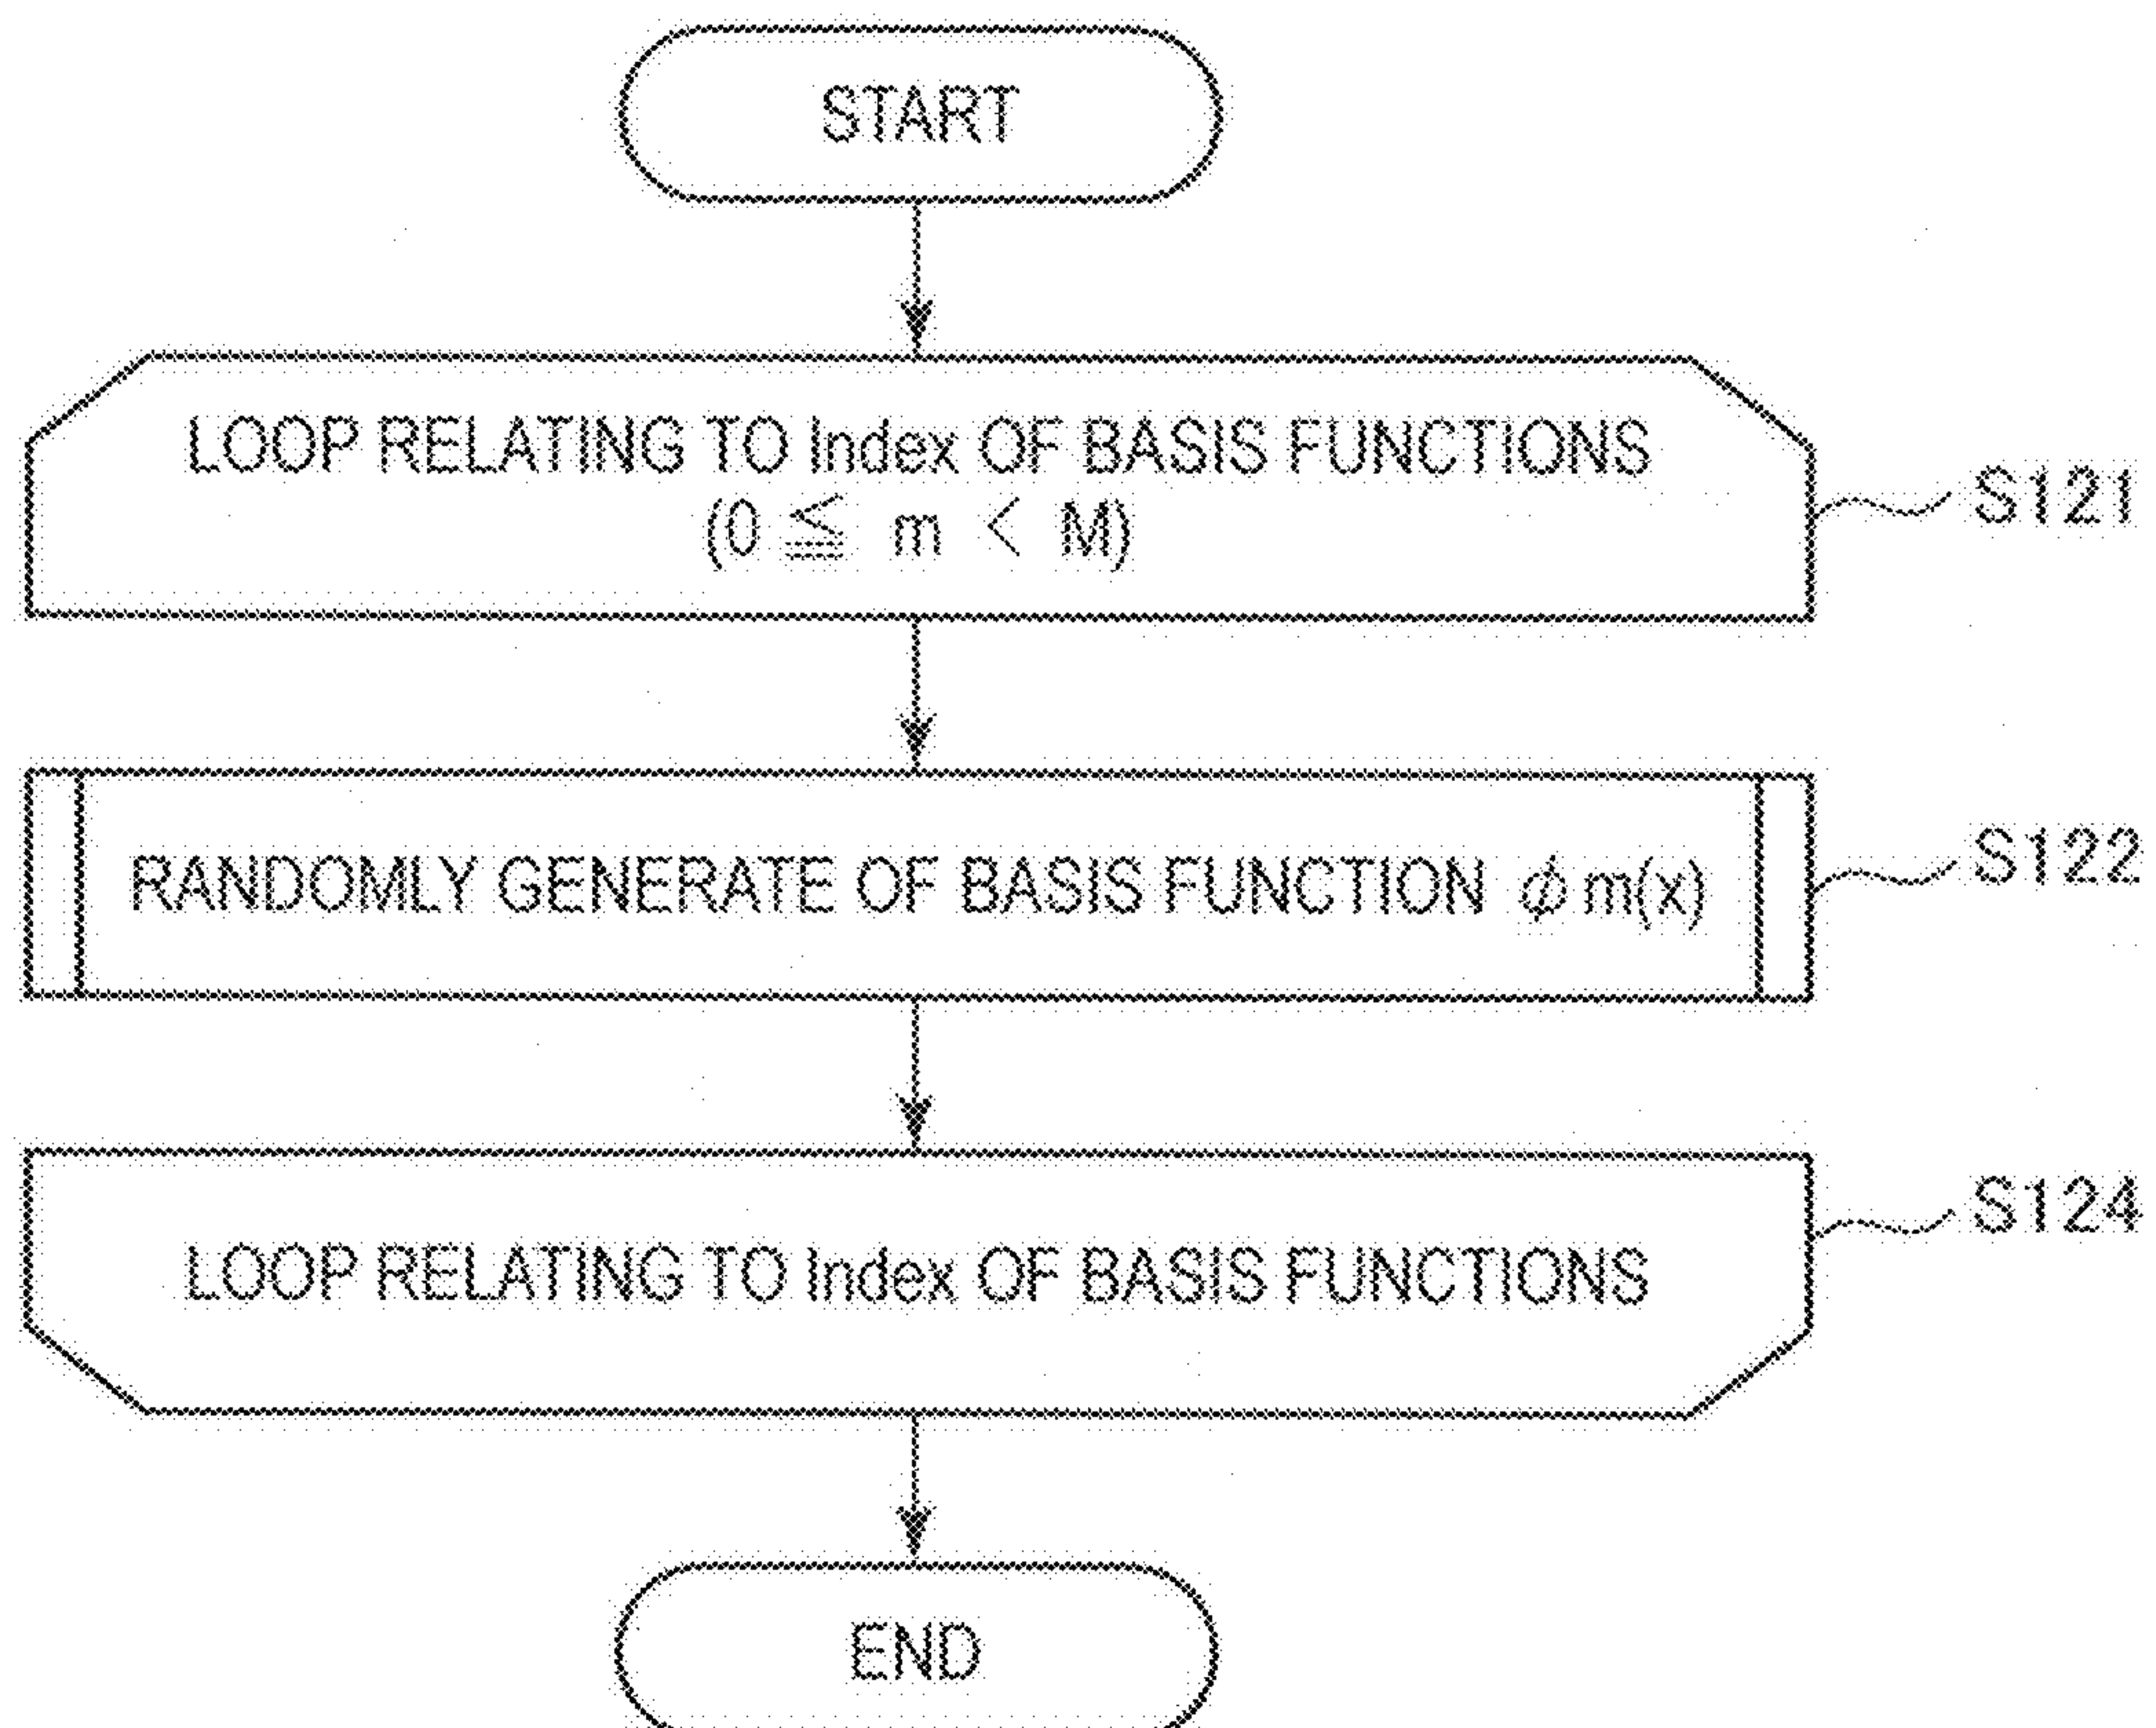 START
LOOP RELATING TO Index OF BASIS FUNCTIONS
(0 ≦ m < M)
S121
RANDOMLY GENERATE OF BASIS FUNCTION ϕ m(x)
S122
S124
LOOP RELATING TO Index OF BASIS FUNCTIONS
END